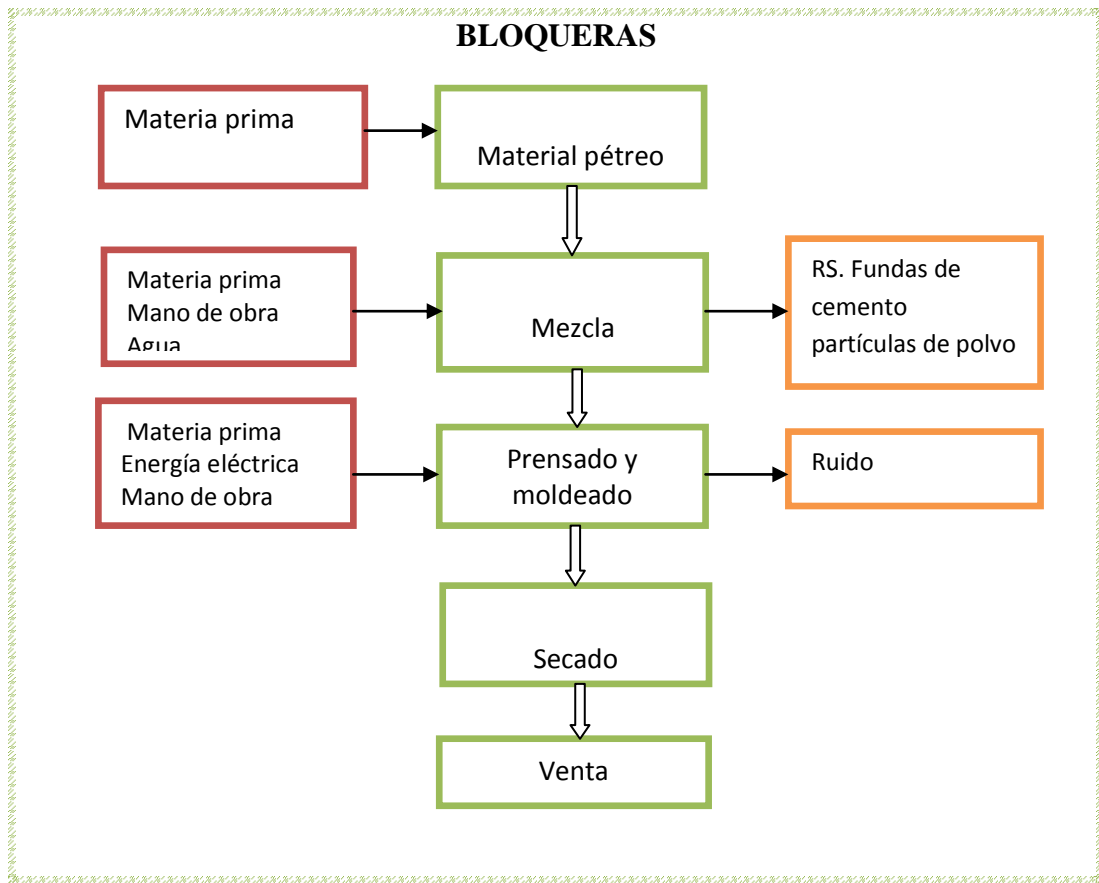 BLOQUERAS
Materia prima
Material pétreo
Materia prima
Mano de obra
Agua
Mezcla
RS. Fundas de
cemento
partículas de polvo
Materia prima
Energía eléctrica
Mano de obra
Prensado y
moldeado
Ruido
Secado
Venta